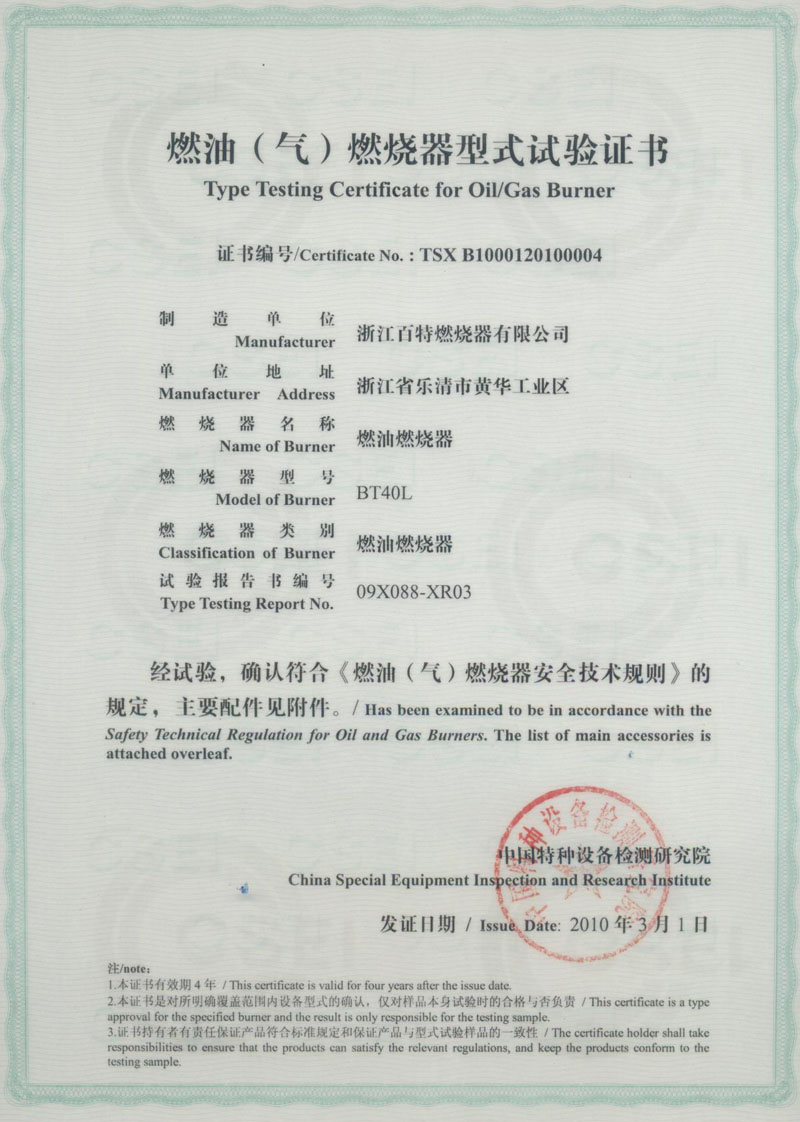 燃油（气）燃烧器型式试验证书
Type Testing Certificate for Oil/Gas Burner
证书编号/Certificate No. : TSX B1000120100004
制造单位
Manufacturer
浙江百特燃烧器有限公司
单位地址
Manufacturer Address
浙江省乐清市黄华工业区
燃烧器名称
Name of Burner
燃油燃烧器
燃烧器型号
Model of Burner
BT40L
燃烧器类别
Classification of Burner
燃油燃烧器
试验报告书编号
Type Testing Report No.
09X088-XR03
经试验，确认符合《燃油（气）燃烧器安全技术规则》的
规定，主要配件见附件。/ Has been examined to be in accordance with the
Safety Technical Regulation for Oil and Gas Burners. The list of main accessories is
attached overleaf.
中国特种设备检测研究院
中国特种设备检测研究院
China Special Equipment Inspection and Research Institute
发证日期 / Issue Date: 2010 年 3 月 1 日
注/note:
1.本证书有效期 4 年 / This certificate is valid for four years after the issue date.
2.本证书是对所明确覆盖范围内设备型式的确认，仅对样品本身试验时的合格与否负责 / This certificate is a type
approval for the specified burner and the result is only responsible for the testing sample.
3.证书持有者有责任保证产品符合标准规定和保证产品与型式试验样品的一致性 / The certificate holder shall take
responsibilities to ensure that the products can satisfy the relevant regulations, and keep the products conform to the
testing sample.